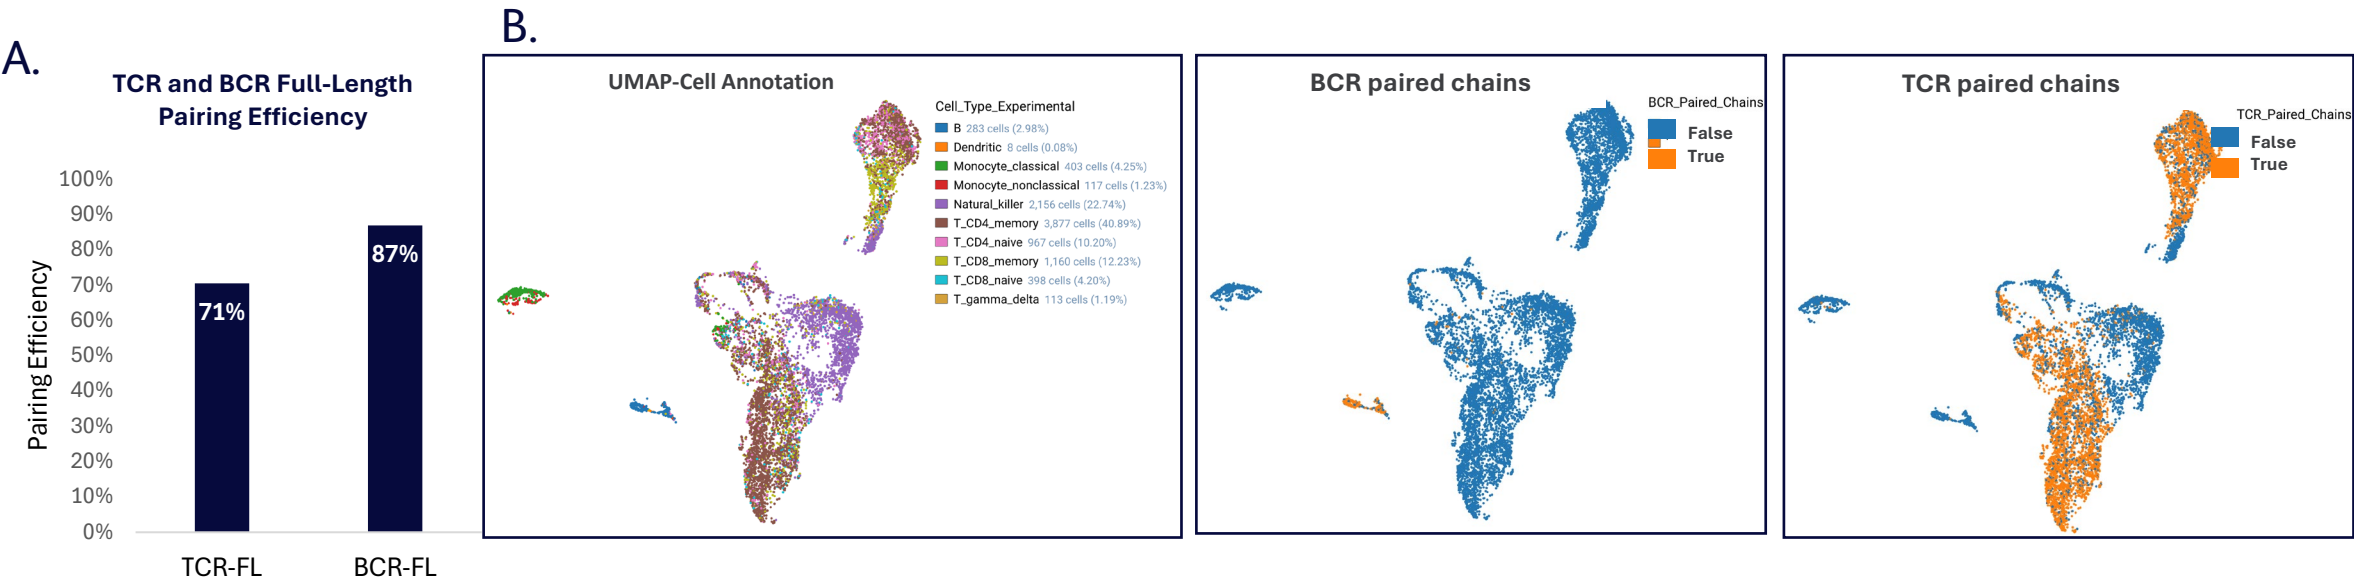 A.
TCR and BCR Full-Length
Pairing Efficiency
Pairing Efficiency
100%
90%
80%
70%
60%
50%
40%
30%
20%
10%
0%
71%
87%
TCR-FL
BCR-FL
B.
UMAP-Cell Annotation
Cell_Type_Experimental
B 283 cells (2.98%)
Dendritic 8 cells (0.08%)
Monocyte_classical 403 cells (4.25%)
Monocyte_nonclassical 117 cells (1.23%)
Natural_killer 2,156 cells (22.74%)
T_CD4_memory 3,877 cells (40.89%)
T_CD4_naive 967 cells (10.20%)
T_CD8_memory 1,160 cells (12.23%)
T_CD8_naive 398 cells (4.20%)
T_gamma_delta 113 cells (1.19%)
BCR paired chains
BCR_Paired_Chains
False
True
TCR paired chains
TCR_Paired_Chains
False
True